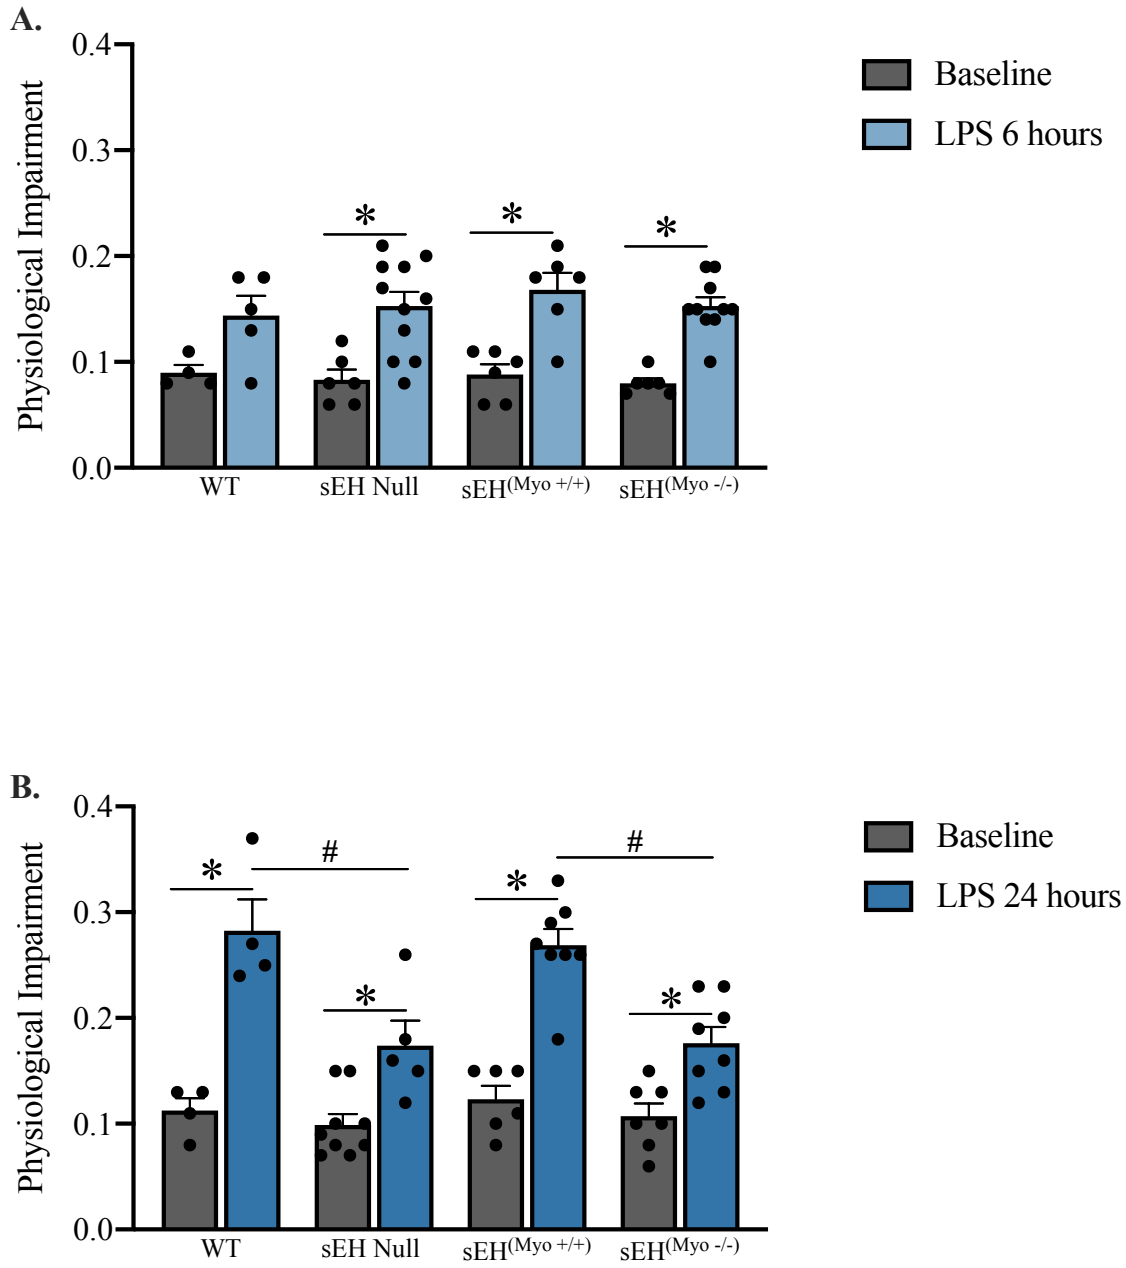 A.
Physiological Impairment
0.4
0.3
0.2
0.1
0.0
*
*
*
WT
sEH Null
sEH(Myo +/+)
sEH(Myo -/-)
Baseline
LPS 6 hours
B.
Physiological Impairment
0.4
0.3
0.2
0.1
0.0
*
#
*
*
#
*
WT
sEH Null
sEH(Myo +/+)
sEH(Myo -/-)
Baseline
LPS 24 hours